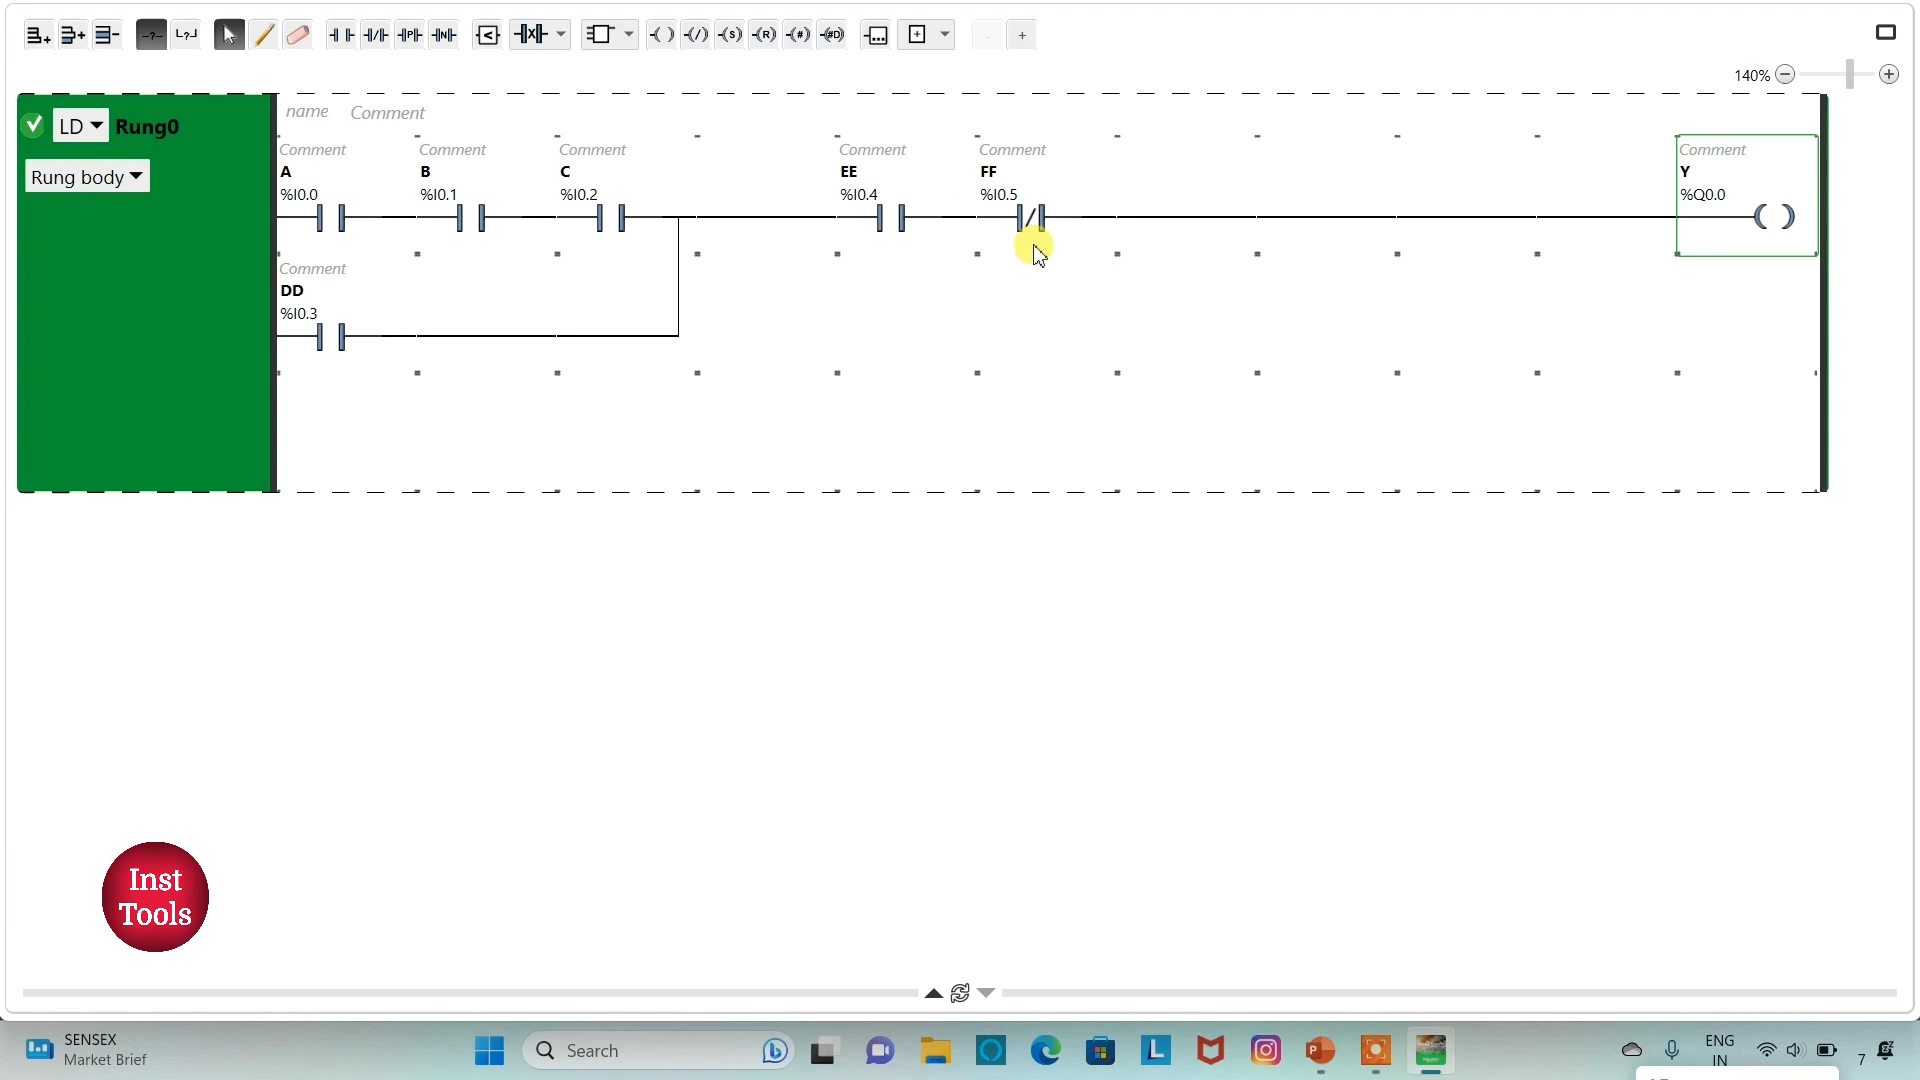 140%
LD Rung0
name Comment
Rung body
Comment Comment Comment Comment Comment Comment
A B C EE FF Y
%I0.0 %I0.1 %I0.2 %I0.4 %I0.5 %Q0.0
Comment
DD
%I0.3
Inst
Tools
SENSEX
Market Brief
Search
ENG
IN
7